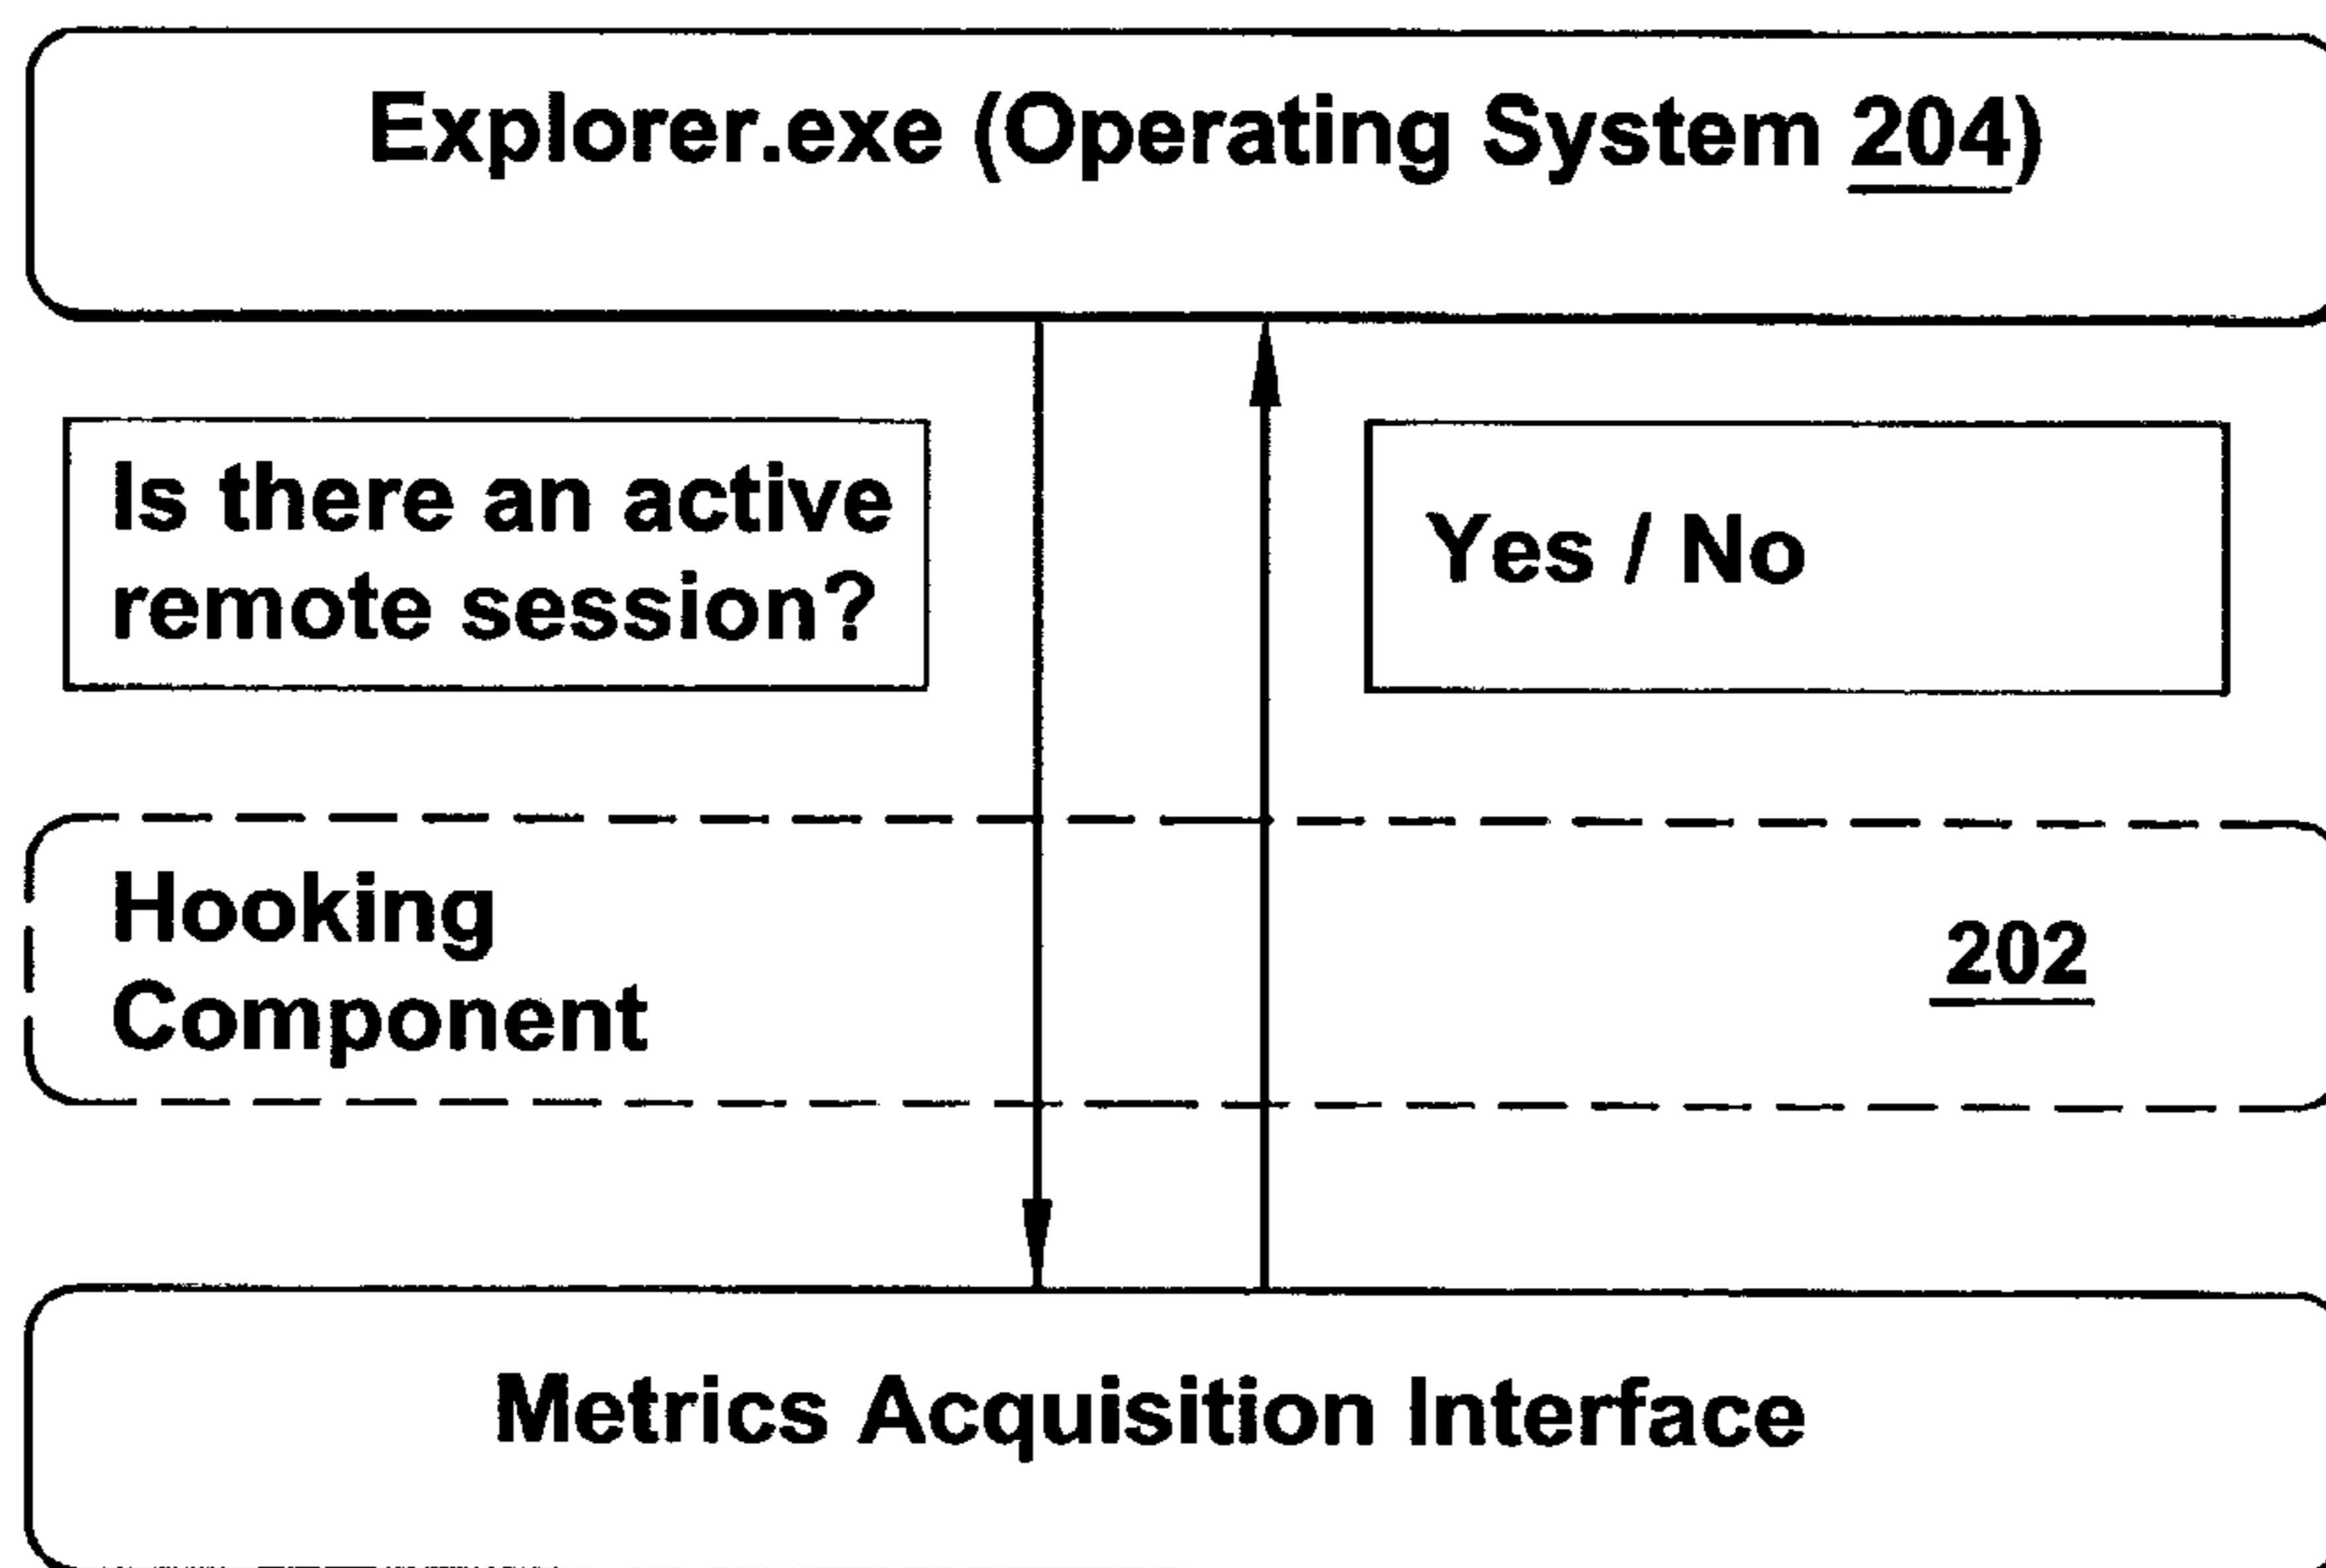 Explorer.exe (Operating System 204)
Is there an active
remote session?
Yes / No
Hooking
Component
202
Metrics Acquisition Interface